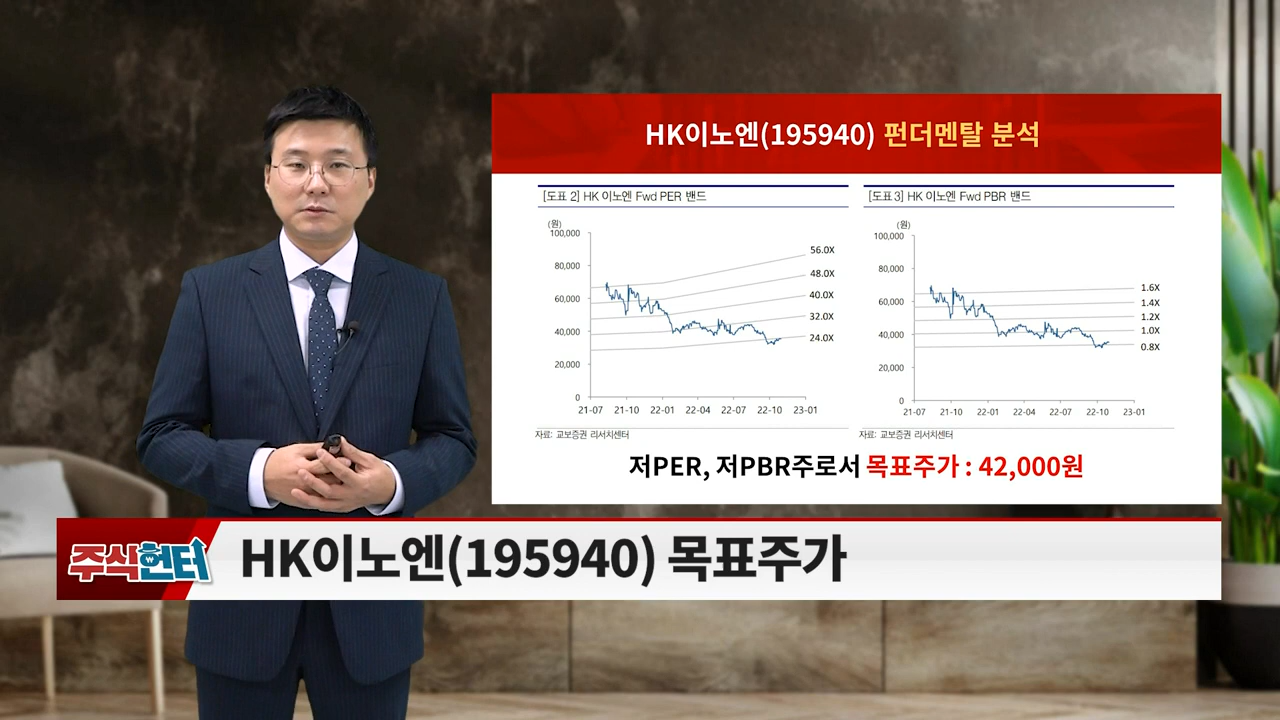 HK이노엔(195940) 펀더멘탈 분석
[도표 2] HK 이노엔 Fwd PER 밴드
(원)
100,000
80,000
60,000
40,000
20,000
0
56.0X
48.0X
40.0X
32.0X
24.0X
21-07 21-10 22-01 22-04 22-07 22-10 23-01
자료: 교보증권 리서치센터
[도표 3] HK 이노엔 Fwd PBR 밴드
(원)
100,000
80,000
60,000
40,000
20,000
0
1.6X
1.4X
1.2X
1.0X
0.8X
21-07 21-10 22-01 22-04 22-07 22-10 23-01
자료: 교보증권 리서치센터
저PER, 저PBR주로서 목표주가 : 42,000원
주식헌터
HK이노엔(195940) 목표주가